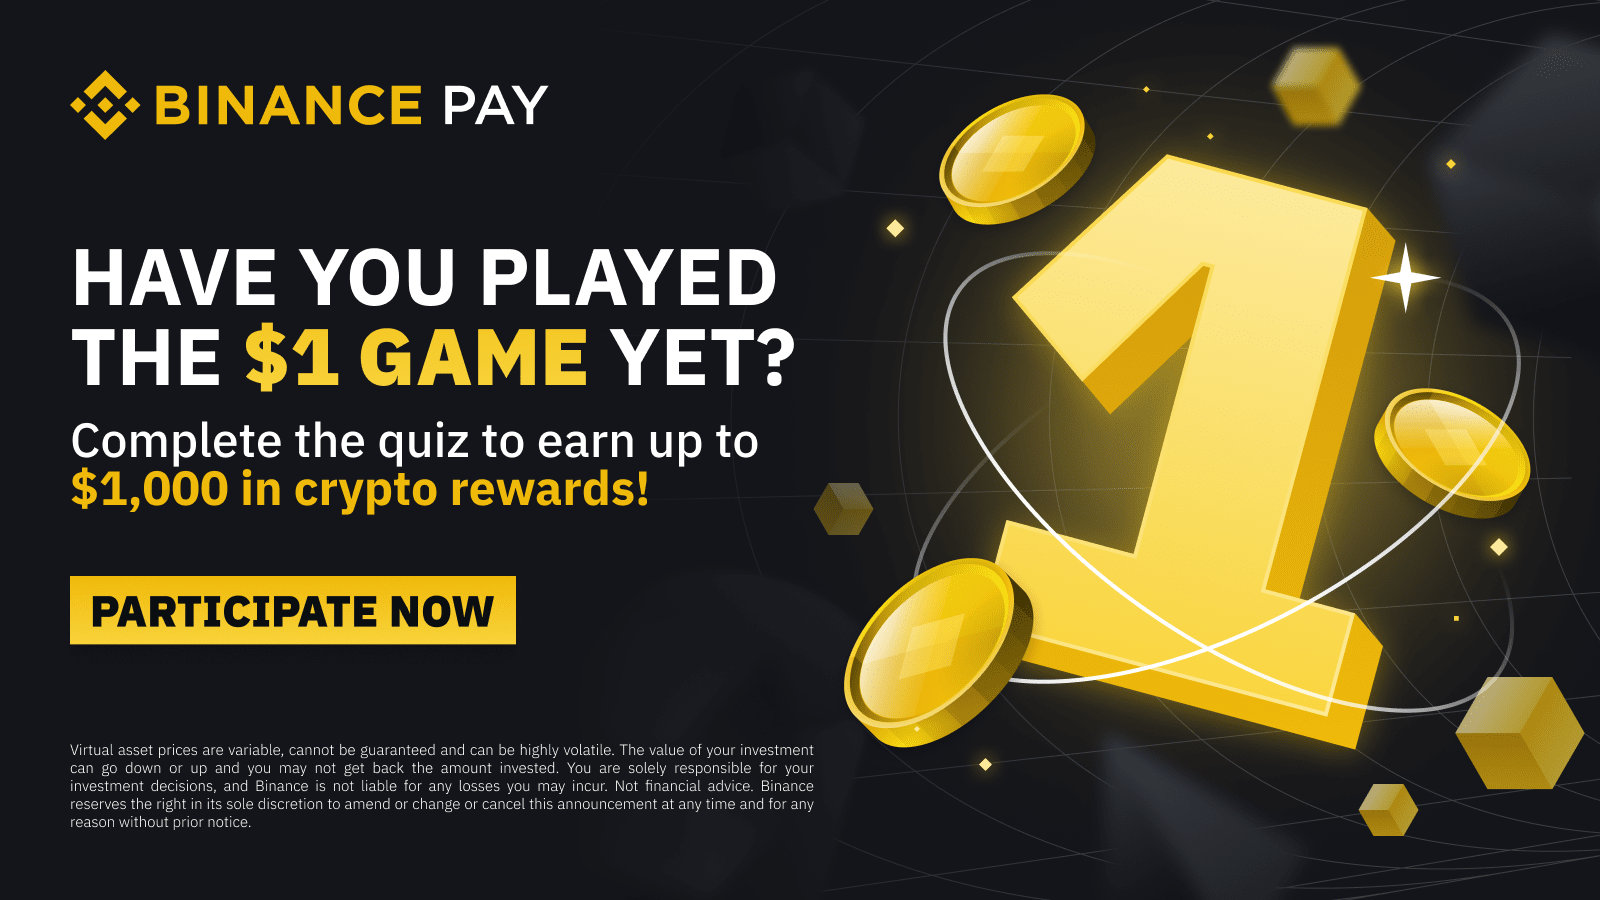 BINANCE PAY
HAVE YOU PLAYED
THE $1 GAME YET?
Complete the quiz to earn up to
$1,000 in crypto rewards!
PARTICIPATE NOW
Virtual asset prices are variable, cannot be guaranteed and can be highly volatile. The value of your investment
can go down or up and you may not get back the amount invested. You are solely responsible for your
investment decisions, and Binance is not liable for any losses you may incur. Not financial advice. Binance
reserves the right in its sole discretion to amend or change or cancel this announcement at any time and for any
reason without prior notice.
1